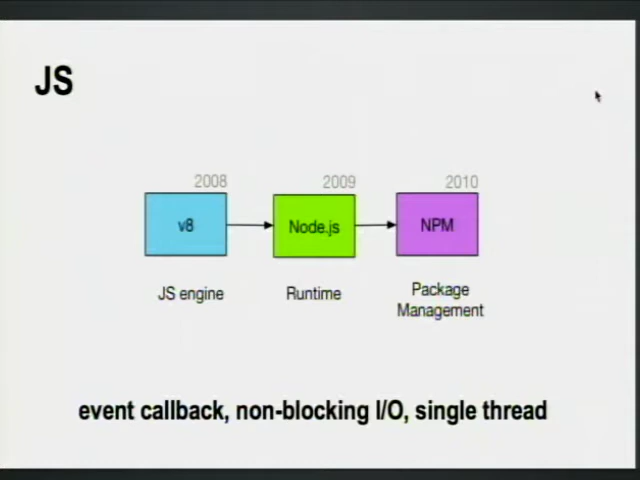 JS
2008 2009 2010
v8 Node.js NPM
JS engine Runtime Package
Management
event callback, non-blocking I/O, single thread